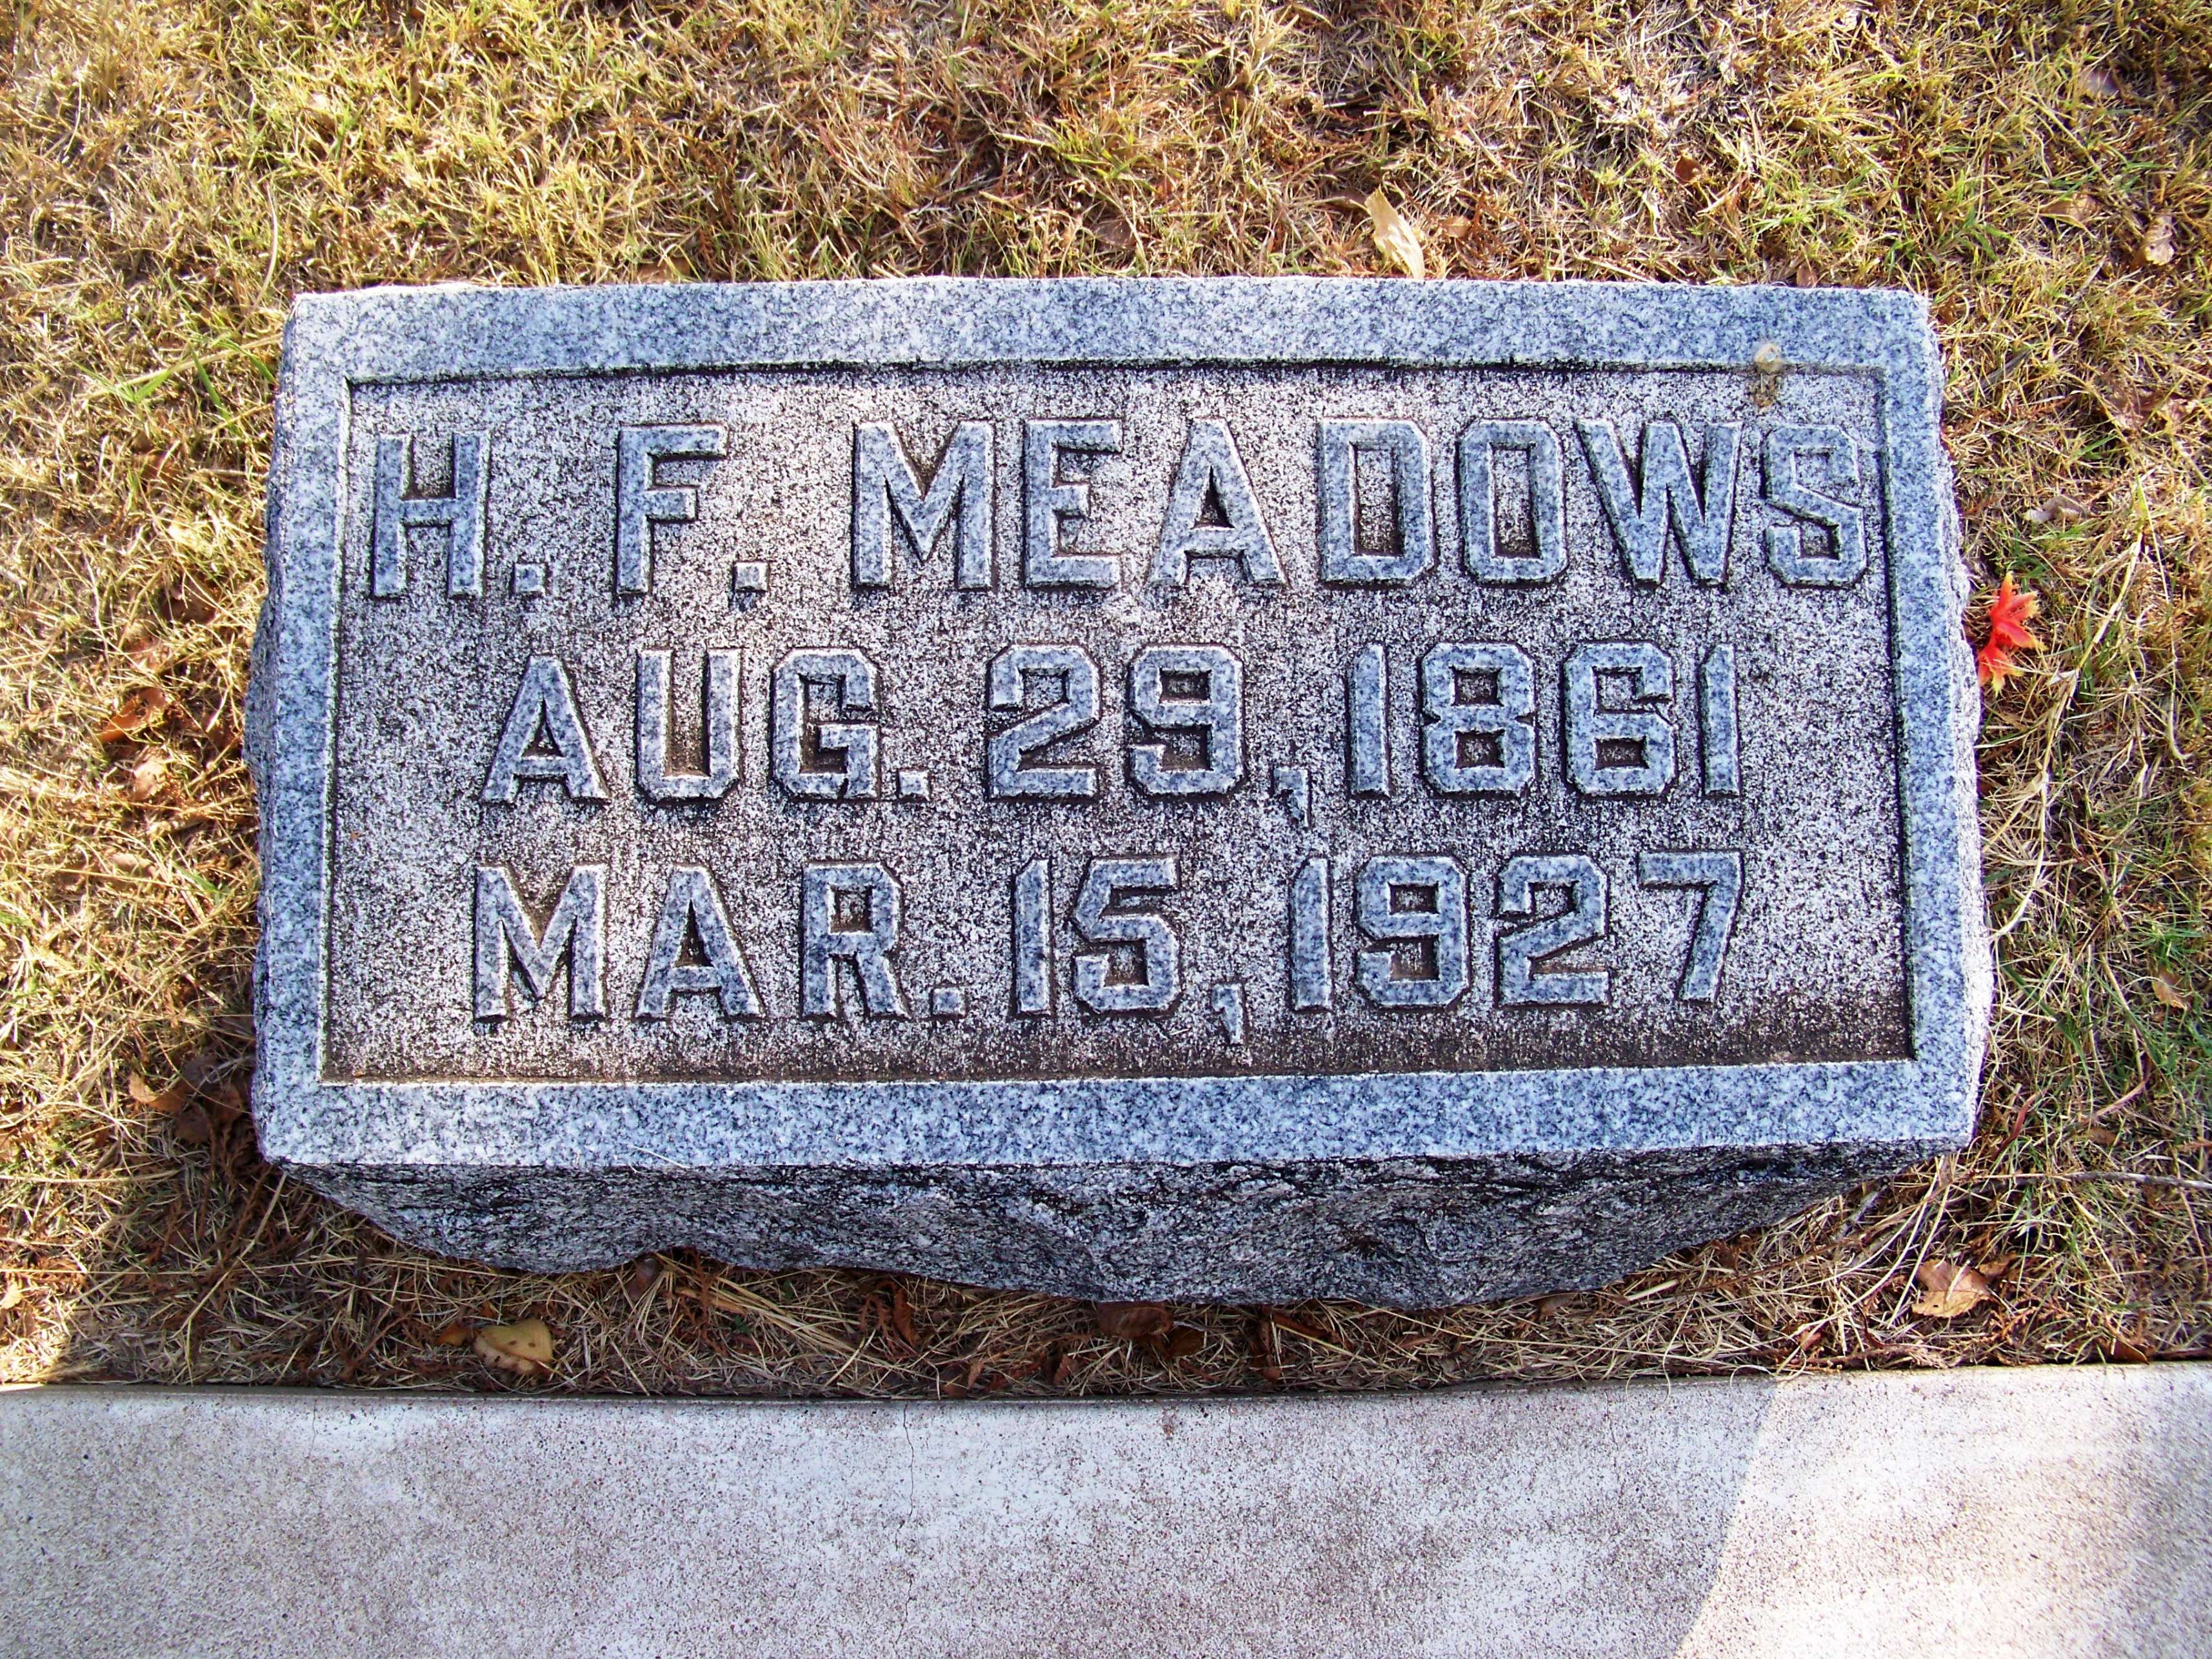 H. F. MEADOWS
AUG. 29, 1861
MAR. 15, 1927